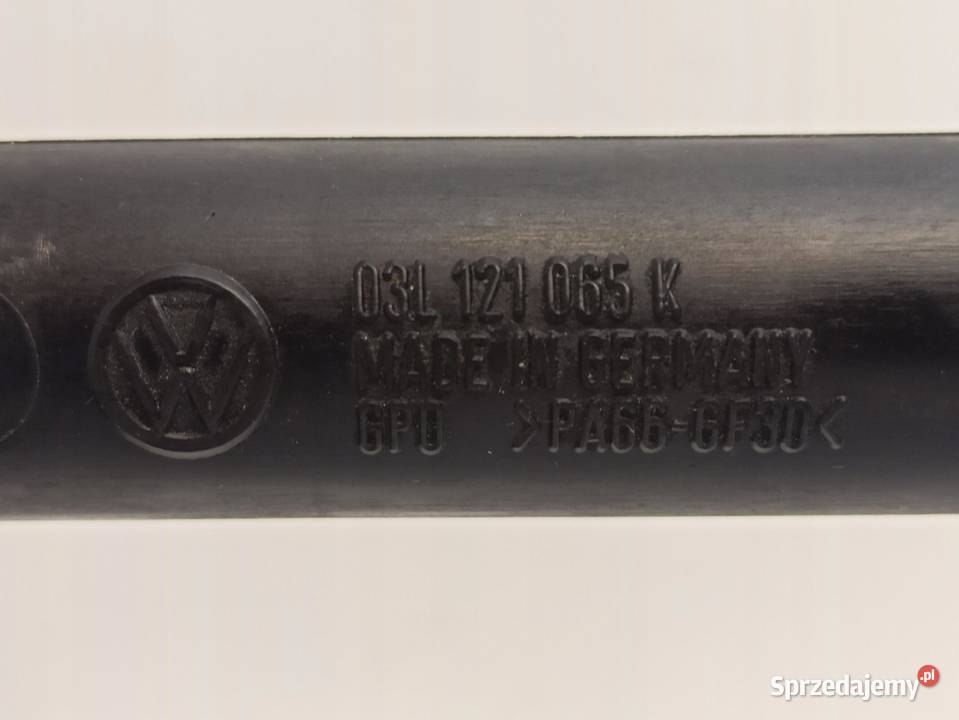 03L 121 065 K
MADE IN GERMANY
GPO >PA66-GF30<
Sprzedajemy.pl